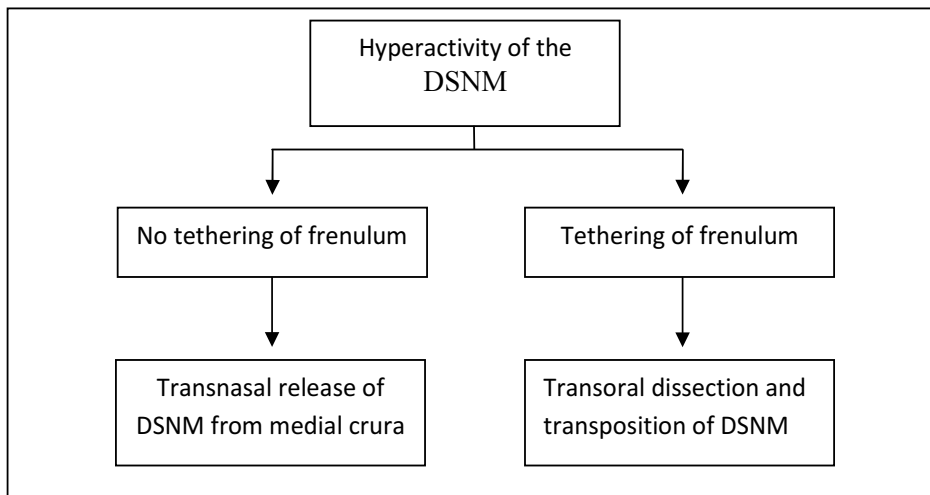 Hyperactivity of the
DSNM
No tethering of frenulum
Tethering of frenulum
Transnasal release of
DSNM from medial crura
Transoral dissection and
transposition of DSNM